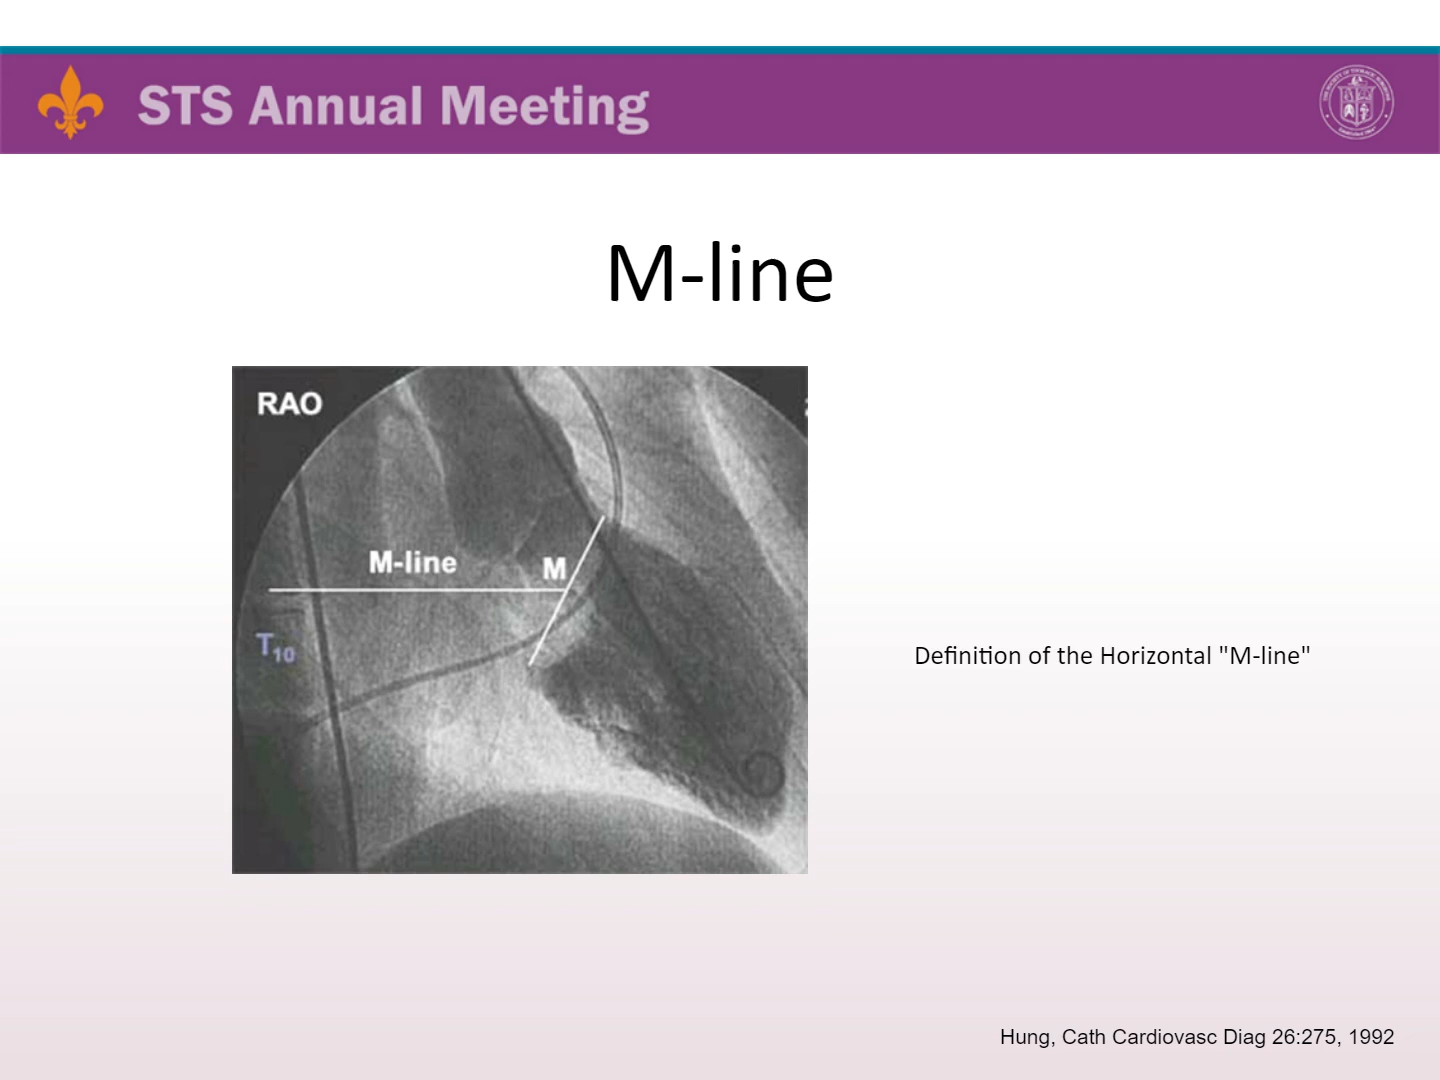 STS Annual Meeting
M-line
RAO
M-line
M
T10
Definition of the Horizontal "M-line"
Hung, Cath Cardiovasc Diag 26:275, 1992